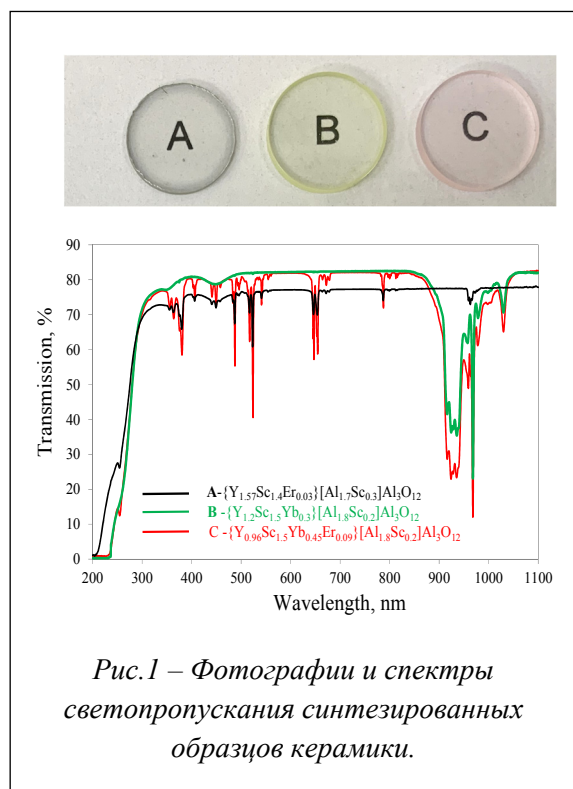 A B C
90
80
70
60
50
40
30
20
10
0
Transmission, %
A-{Y1.57Sc1.4Er0.03}[Al1.7Sc0.3]Al3O12
B -{Y1.2Sc1.5Yb0.3}[Al1.8Sc0.2]Al3O12
C -{Y0.96Sc1.5Yb0.45Er0.09}[Al1.8Sc0.2]Al3O12
200 300 400 500 600 700 800 900 1000 1100
Wavelength, nm
Рис.1 – Фотографии и спектры
светопропускания синтезированных
образцов керамики.